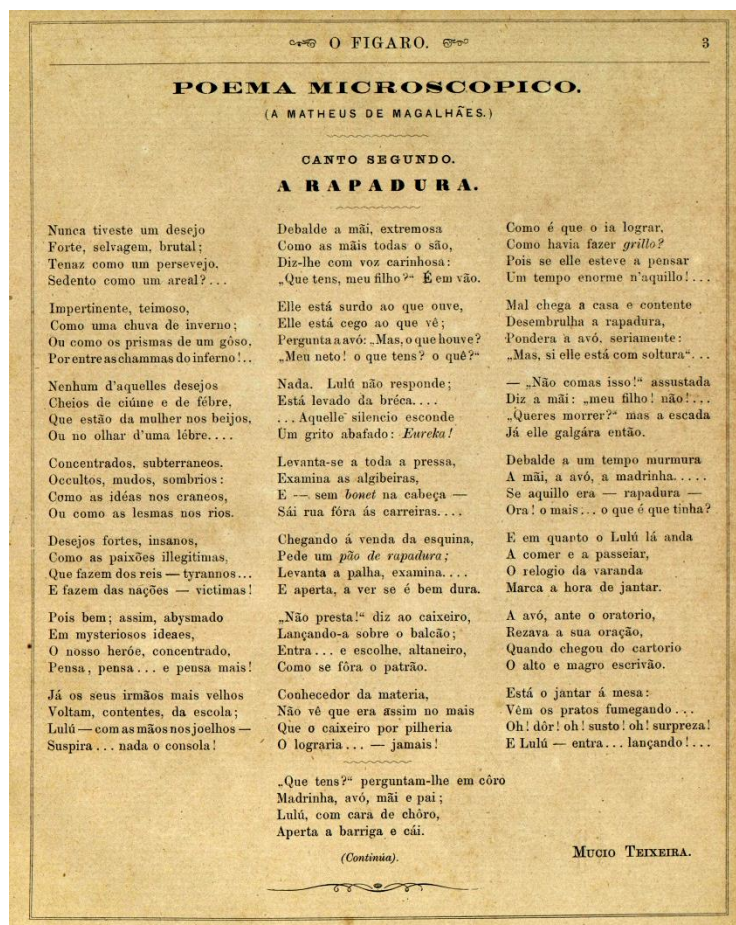 O FIGARO.
3
POEMA MICROSCOPICO.
(A MATHEUS DE MAGALHÃES.)
CANTO SEGUNDO.
A RAPADURA.
Nunca tiveste um desejo
Forte, selvagem, brutal;
Tenaz como um persevejo.
Sedento como um areal?...
Impertinente, teimoso,
Como uma chuva de inverno;
Ou como os prismas de um gôso,
Por entre as chammas do inferno!..
Nenhum d'aquelles desejos
Cheios de ciúme e de fébre,
Que estão da mulher nos beijos,
Ou no olhar d'uma lébre....
Concentrados, subterraneos.
Occultos, mudos, sombrios:
Como as idéas nos craneos,
Ou como as lesmas nos rios.
Desejos fortes, insanos,
Como as paixões illegitimas,
Que fazem dos reis — tyrannos...
E fazem das nações — victimas!
Pois bem; assim, abysmado
Em mysteriosos ideaes,
O nosso heróe, concentrado,
Pensa, pensa... e pensa mais!
Já os seus irmãos mais velhos
Voltam, contentes, da escola;
Lulú — com as mãos nos joelhos —
Suspira... nada o consola!
Debalde a mãi, extremosa
Como as mãis todas o são,
Diz-lhe com voz carinhosa:
„Que tens, meu filho?“ É em vão.
Elle está surdo ao que ouve,
Elle está cego ao que vê;
Pergunta a avó: „Mas, o que houve?
„Meu neto! o que tens? o quê?“
Nada. Lulú não responde;
Está levado da bréca....
... Aquelle silencio esconde
Um grito abafado: Eureka!
Levanta-se a toda a pressa,
Examina as algibeiras,
E — sem bonet na cabeça —
Sái rua fóra ás carreiras....
Chegando á venda da esquina,
Pede um pão de rapadura;
Levanta a palha, examina....
E aperta, a ver se é bem dura.
„Não presta!“ diz ao caixeiro,
Lançando-a sobre o balcão;
Entra... e escolhe, altaneiro,
Como se fôra o patrão.
Conhecedor da materia,
Não vê que era assim no mais
Que o caixeiro por pilheria
O lograria... — jamais!
„Que tens?“ perguntam-lhe em côro
Madrinha, avó, mãi e pai;
Lulú, com cara de chôro,
Aperta a barriga e cái.
(Continúa).
Como é que o ia lograr,
Como havia fazer grillo?
Pois se elle esteve a pensar
Um tempo enorme n'aquillo!...
Mal chega a casa e contente
Desembrulha a rapadura,
Pondera a avó, seriamente:
„Mas, si elle está com soltura“...
— „Não comas isso!“ assustada
Diz a mãi: „meu filho! não!...
„Queres morrer?“ mas a escada
Já elle galgára então.
Debalde a um tempo murmura
A mãi, a avó, a madrinha.....
Se aquillo era — rapadura —
Ora! o mais... o que é que tinha?
E em quanto o Lulú lá anda
A comer e a passeiar,
O relogio da varanda
Marca a hora de jantar.
A avó, ante o oratorio,
Rezava a sua oração,
Quando chegou do cartorio
O alto e magro escrivão.
Está o jantar á mesa:
Vêm os pratos fumegando...
Oh! dôr! oh! susto! oh! surpreza!
E Lulú — entra... lançando!...
MUCIO TEIXEIRA.